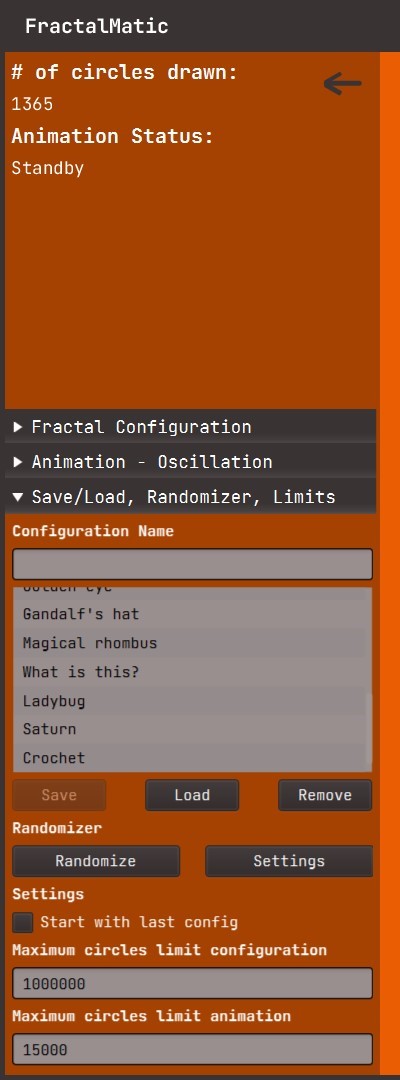 FractalMatic
# of circles drawn:
1365
Animation Status:
Standby
Fractal Configuration
Animation - Oscillation
Save/Load, Randomizer, Limits
Configuration Name
Golden eye
Gandalf's hat
Magical rhombus
What is this?
Ladybug
Saturn
Crochet
Save Load Remove
Randomizer
Randomize Settings
Settings
Start with last config
Maximum circles limit configuration
1000000
Maximum circles limit animation
15000